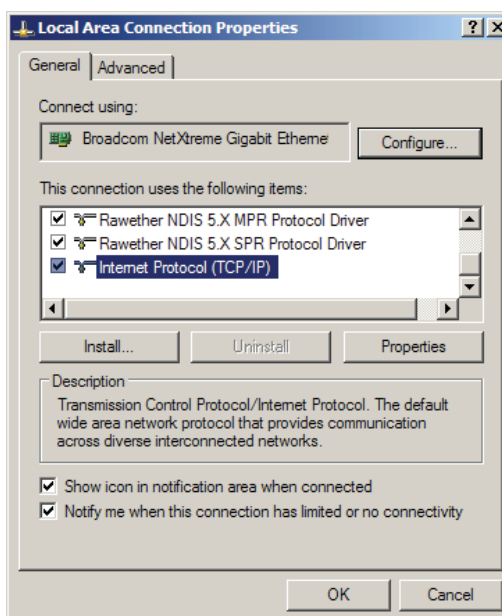 Local Area Connection Properties
General
Advanced
Connect using:
Broadcom NetXtreme Gigabit Etherne
Configure...
This connection uses the following items:
Rawether NDIS 5.X MPR Protocol Driver
Rawether NDIS 5.X SPR Protocol Driver
Internet Protocol (TCP/IP)
Install...
Uninstall
Properties
Description
Transmission Control Protocol/Internet Protocol. The default
wide area network protocol that provides communication
across diverse interconnected networks.
Show icon in notification area when connected
Notify me when this connection has limited or no connectivity
OK
Cancel